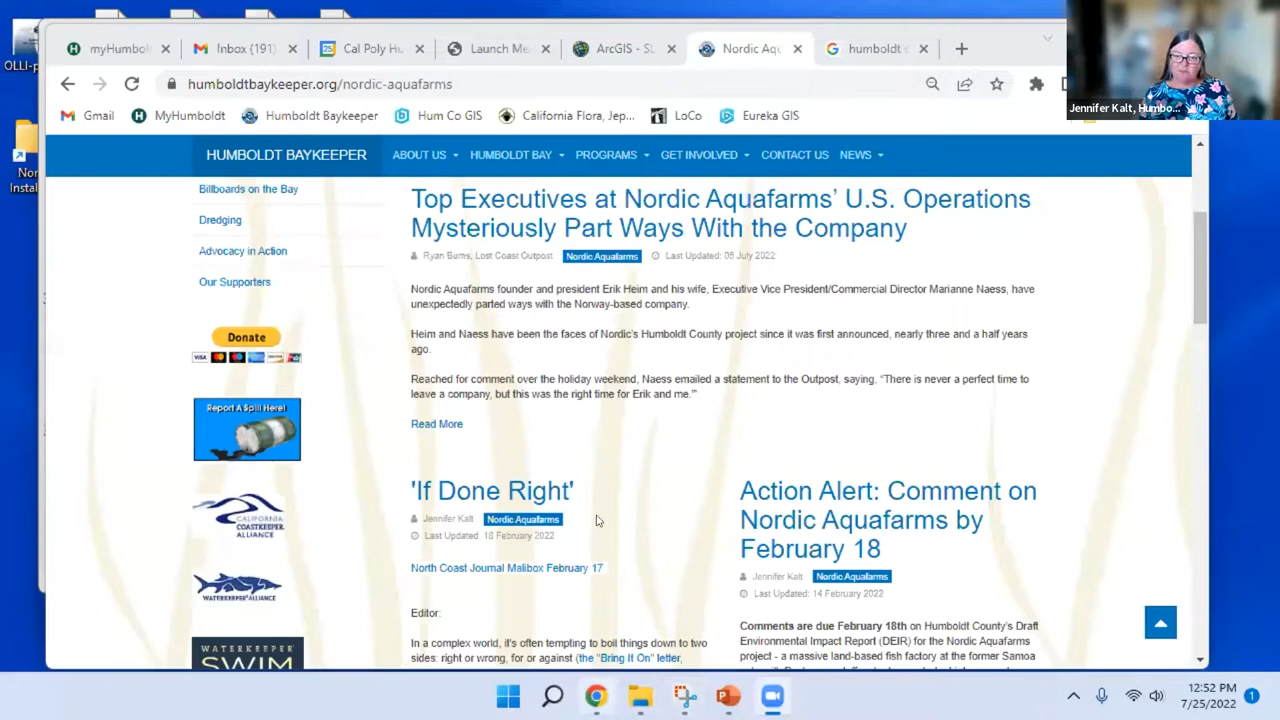 OLLI-p
myHumbol
Inbox (191)
Cal Poly Hu
Launch Me
ArcGIS - SL
Nordic Aqu
humboldt
Jennifer Kalt, Humbo...
humboldtbaykeeper.org/nordic-aquafarms
Gmail
MyHumboldt
Humboldt Baykeeper
Hum Co GIS
California Flora, Jep...
LoCo
Eureka GIS
HUMBOLDT BAYKEEPER
ABOUT US
HUMBOLDT BAY
PROGRAMS
GET INVOLVED
CONTACT US
NEWS
Nor
Instal
Billboards on the Bay
Dredging
Advocacy in Action
Our Supporters
Donate
VISA
Report A Spill Here!
CALIFORNIA
COASTKEEPER
ALLIANCE
WATERKEEPER ALLIANCE
WATERKEEPER
SWIM
Top Executives at Nordic Aquafarms’ U.S. Operations
Mysteriously Part Ways With the Company
Ryan Burns, Lost Coast Outpost Nordic Aquafarms Last Updated: 05 July 2022
Nordic Aquafarms founder and president Erik Heim and his wife, Executive Vice President/Commercial Director Marianne Naess, have
unexpectedly parted ways with the Norway-based company.
Heim and Naess have been the faces of Nordic's Humboldt County project since it was first announced, nearly three and a half years
ago.
Reached for comment over the holiday weekend, Naess emailed a statement to the Outpost, saying, “There is never a perfect time to
leave a company, but this was the right time for Erik and me.’”
Read More
'If Done Right'
Jennifer Kalt Nordic Aquafarms
Last Updated 18 February 2022
North Coast Journal Mailbox February 17
Editor:
In a complex world, it's often tempting to boil things down to two
sides: right or wrong, for or against (the "Bring It On" letter,
Action Alert: Comment on
Nordic Aquafarms by
February 18
Jennifer Kalt Nordic Aquafarms
Last Updated: 14 February 2022
Comments are due February 18th on Humboldt County's Draft
Environmental Impact Report (DEIR) for the Nordic Aquafarms
project - a massive land-based fish factory at the former Samoa
12:52 PM
7/25/2022
1